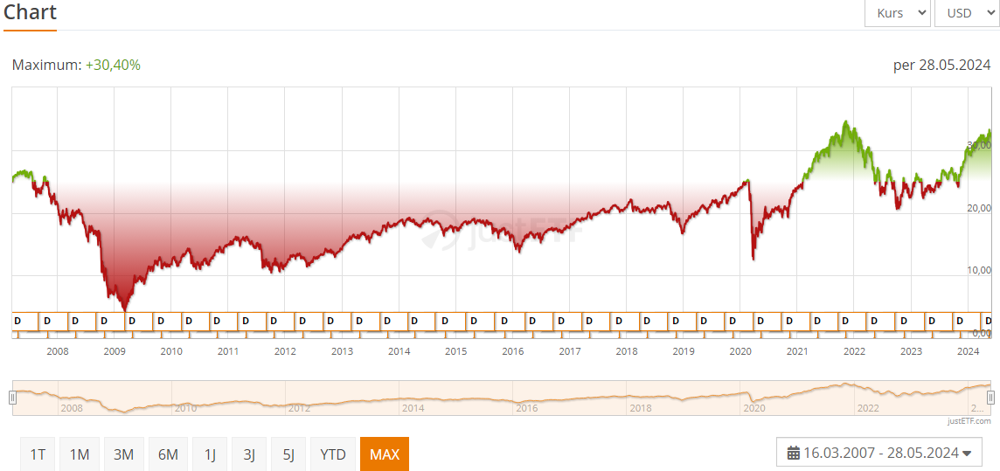 Chart
Kurs USD
Maximum: +30,40%
per 28.05.2024
30,00
20,00
10,00
0,00
justETF
D D D D D D D D D D D D D D D D D D D D D D D D D D D D D D D D D D D
2008 2009 2010 2011 2012 2013 2014 2015 2016 2017 2018 2019 2020 2021 2022 2023 2024
2008 2010 2012 2014 2016 2018 2020 2022 2...
justETF.com
1T 1M 3M 6M 1J 3J 5J YTD MAX
16.03.2007 - 28.05.2024